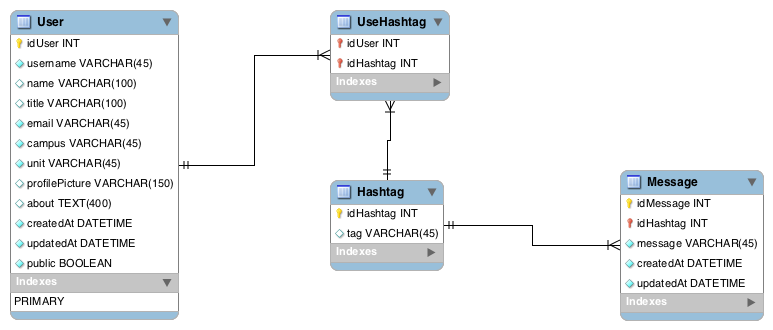 User
idUser INT
username VARCHAR(45)
name VARCHAR(100)
title VARCHAR(100)
email VARCHAR(45)
campus VARCHAR(45)
unit VARCHAR(45)
profilePicture VARCHAR(150)
about TEXT(400)
createdAt DATETIME
updatedAt DATETIME
public BOOLEAN
Indexes
PRIMARY
UseHashtag
idUser INT
idHashtag INT
Indexes
Hashtag
idHashtag INT
tag VARCHAR(45)
Indexes
Message
idMessage INT
idHashtag INT
message VARCHAR(45)
createdAt DATETIME
updatedAt DATETIME
Indexes